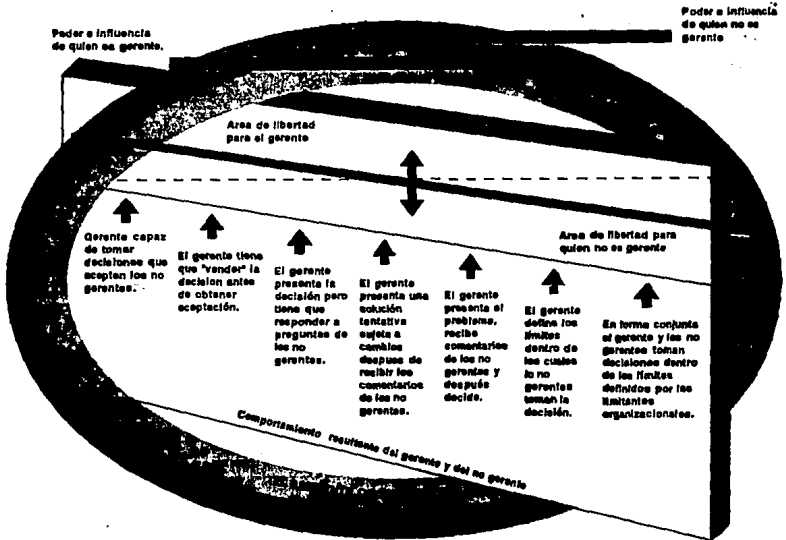 Poder e influencia
de quien es gerente.
Poder e influencia
de quien no es
gerente
Area de libertad
para el gerente
Area de libertad para
quien no es gerente
Gerente capaz
de tomar
decisiones que
acepten los no
gerentes.
El gerente tiene
que "vender" la
decision antes
de obtener
aceptación.
El gerente
presenta la
decisión pero
tiene que
responder a
preguntas de
los no
gerentes.
El gerente
presenta una
solución
tentativa
sujeta a
cambios
despues de
recibir los
comentarios
de los no
gerentes.
El gerente
presenta el
problema,
recibe
comentarios
de los no
gerentes y
después
decide.
El gerente
define los
límites
dentro de
los cuales
lo no
gerentes
toman la
decisión.
En forma conjunta
el gerente y los no
gerentes toman
decisiones dentro
de los límites
definidos por las
limitantes
organizacionales.
Comportamiento resultante del gerente y del no gerente